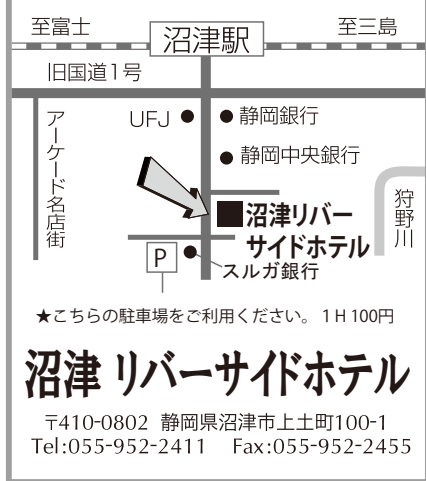 至富士
沼津駅
至三島
旧国道1号
アーケード名店街
UFJ
静岡銀行
静岡中央銀行
狩野川
沼津リバー
サイドホテル
P
スルガ銀行
★こちらの駐車場をご利用ください。1H 100円
沼津 リバーサイドホテル
〒410-0802 静岡県沼津市上土町100-1
Tel:055-952-2411 Fax:055-952-2455